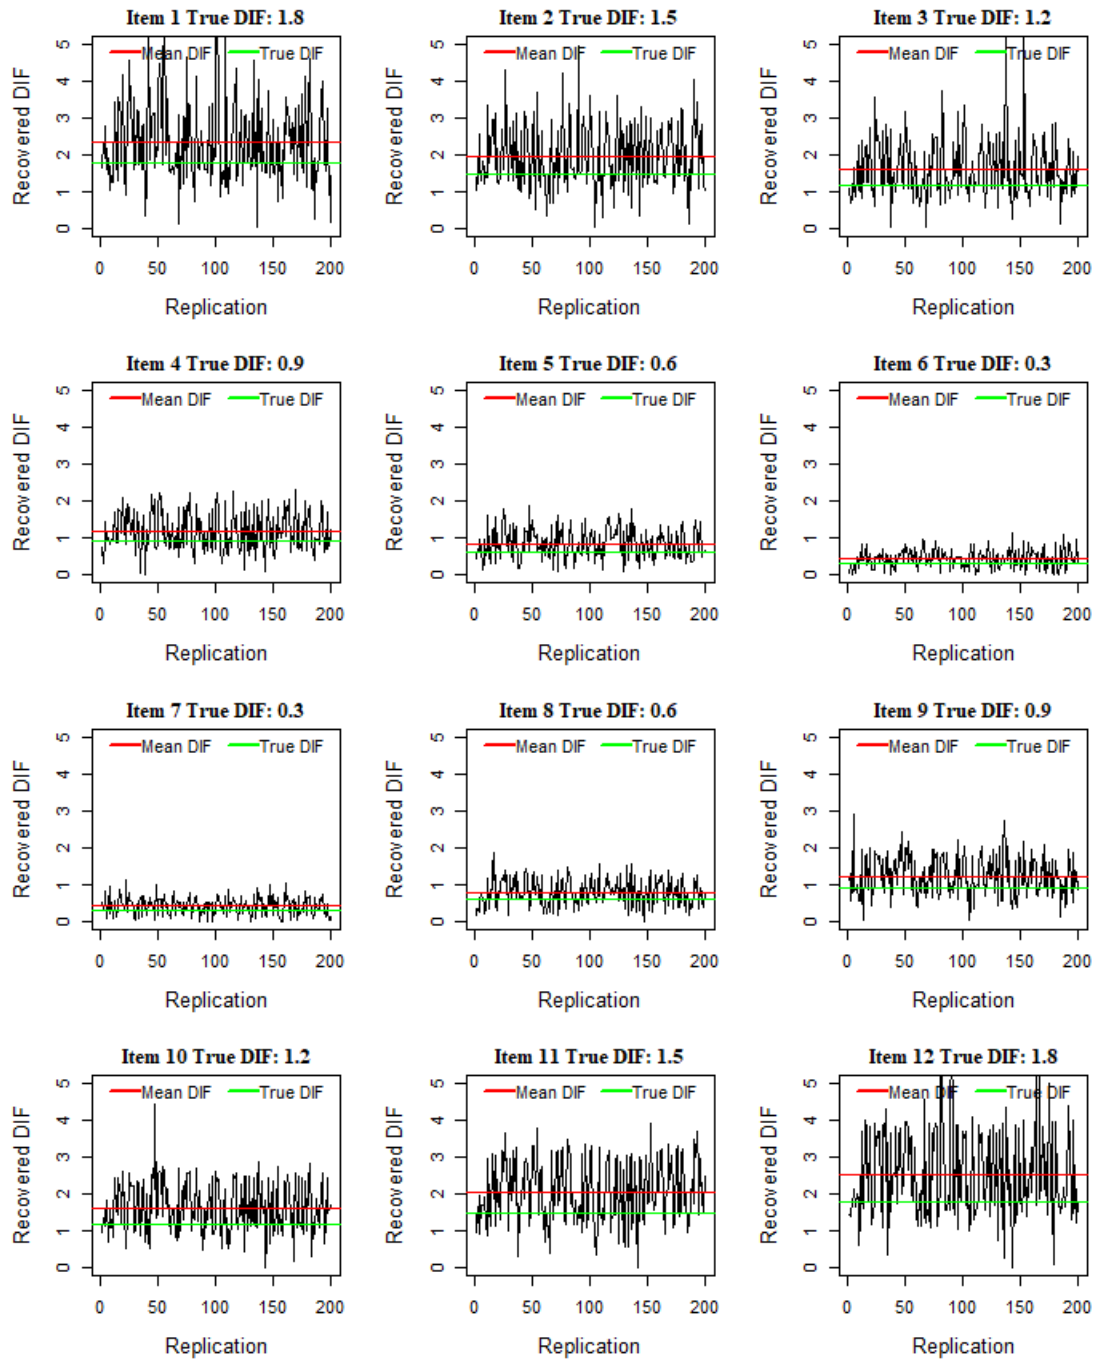 Item 1 True DIF: 1.8
Item 2 True DIF: 1.5
Item 3 True DIF: 1.2
Mean DIF True DIF
Mean DIF True DIF
Mean DIF True DIF
Recovered DIF
Recovered DIF
Recovered DIF
5
4
3
2
1
0
5
4
3
2
1
0
5
4
3
2
1
0
0 50 100 150 200
0 50 100 150 200
0 50 100 150 200
Replication
Replication
Replication
Item 4 True DIF: 0.9
Item 5 True DIF: 0.6
Item 6 True DIF: 0.3
Mean DIF True DIF
Mean DIF True DIF
Mean DIF True DIF
Recovered DIF
Recovered DIF
Recovered DIF
5
4
3
2
1
0
5
4
3
2
1
0
5
4
3
2
1
0
0 50 100 150 200
0 50 100 150 200
0 50 100 150 200
Replication
Replication
Replication
Item 7 True DIF: 0.3
Item 8 True DIF: 0.6
Item 9 True DIF: 0.9
Mean DIF True DIF
Mean DIF True DIF
Mean DIF True DIF
Recovered DIF
Recovered DIF
Recovered DIF
5
4
3
2
1
0
5
4
3
2
1
0
5
4
3
2
1
0
0 50 100 150 200
0 50 100 150 200
0 50 100 150 200
Replication
Replication
Replication
Item 10 True DIF: 1.2
Item 11 True DIF: 1.5
Item 12 True DIF: 1.8
Mean DIF True DIF
Mean DIF True DIF
Mean DIF True DIF
Recovered DIF
Recovered DIF
Recovered DIF
5
4
3
2
1
0
5
4
3
2
1
0
5
4
3
2
1
0
0 50 100 150 200
0 50 100 150 200
0 50 100 150 200
Replication
Replication
Replication